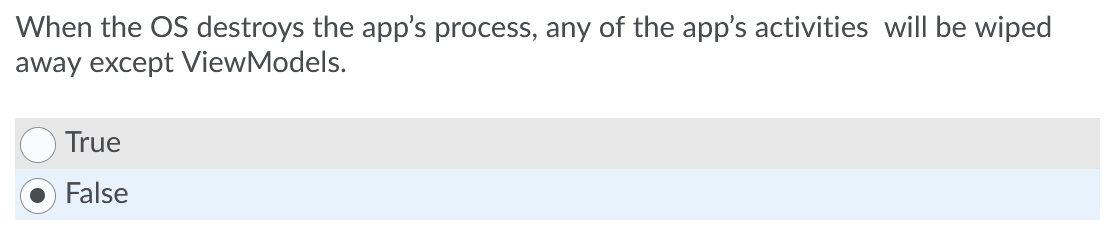 When the OS destroys the app’s process, any of the app’s activities  will be wiped
away except ViewModels.
True
False